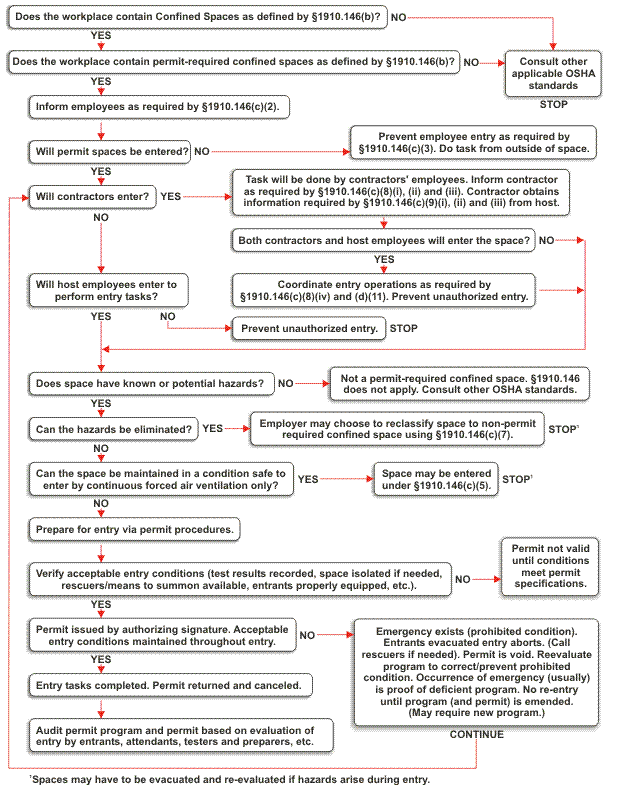 Does the workplace contain Confined Spaces as defined by §1910.146(b)?
NO
YES
Does the workplace contain permit-required confined spaces as defined by §1910.146(b)?
NO
Consult other
applicable OSHA
standards
STOP
YES
Inform employees as required by §1910.146(c)(2).
Will permit spaces be entered?
NO
Prevent employee entry as required by
§1910.146(c)(3). Do task from outside of space.
YES
Will contractors enter?
YES
Task will be done by contractors' employees. Inform contractor
as required by §1910.146(c)(8)(i), (ii) and (iii). Contractor obtains
information required by §1910.146(c)(9)(i), (ii) and (iii) from host.
NO
Both contractors and host employees will enter the space?
NO
YES
Will host employees enter to
perform entry tasks?
Coordinate entry operations as required by
§1910.146(c)(8)(iv) and (d)(11). Prevent unauthorized entry.
YES
NO
Prevent unauthorized entry.
STOP
Does space have known or potential hazards?
NO
Not a permit-required confined space. §1910.146
does not apply. Consult other OSHA standards.
YES
Can the hazards be eliminated?
YES
Employer may choose to reclassify space to non-permit
required confined space using §1910.146(c)(7).
STOP¹
NO
Can the space be maintained in a condition safe to
enter by continuous forced air ventilation only?
YES
Space may be entered
under §1910.146(c)(5).
STOP¹
NO
Prepare for entry via permit procedures.
Verify acceptable entry conditions (test results recorded, space isolated if needed,
rescuers/means to summon available, entrants properly equipped, etc.).
NO
Permit not valid
until conditions
meet permit
specifications.
YES
Permit issued by authorizing signature. Acceptable
entry conditions maintained throughout entry.
NO
Emergency exists (prohibited condition).
Entrants evacuated entry aborts. (Call
rescuers if needed). Permit is void. Reevaluate
program to correct/prevent prohibited
condition. Occurrence of emergency (usually)
is proof of deficient program. No re-entry
until program (and permit) is emended.
(May require new program.)
CONTINUE
YES
Entry tasks completed. Permit returned and canceled.
Audit permit program and permit based on evaluation of
entry by entrants, attendants, testers and preparers, etc.
¹Spaces may have to be evacuated and re-evaluated if hazards arise during entry.